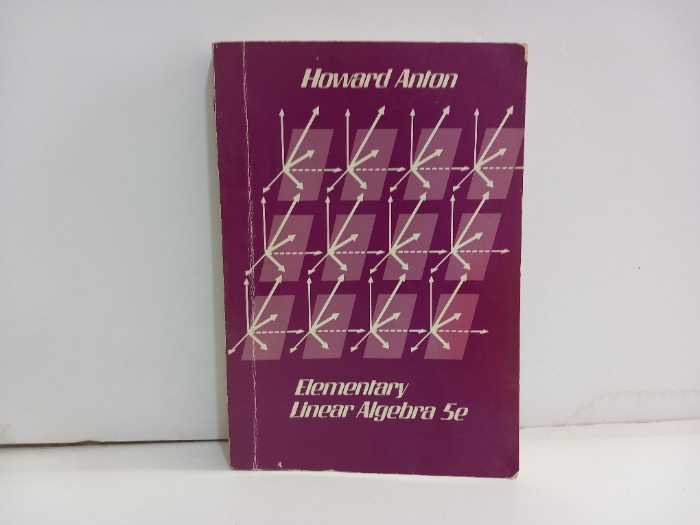 Howard Anton
Elementary
Linear Algebra 5e